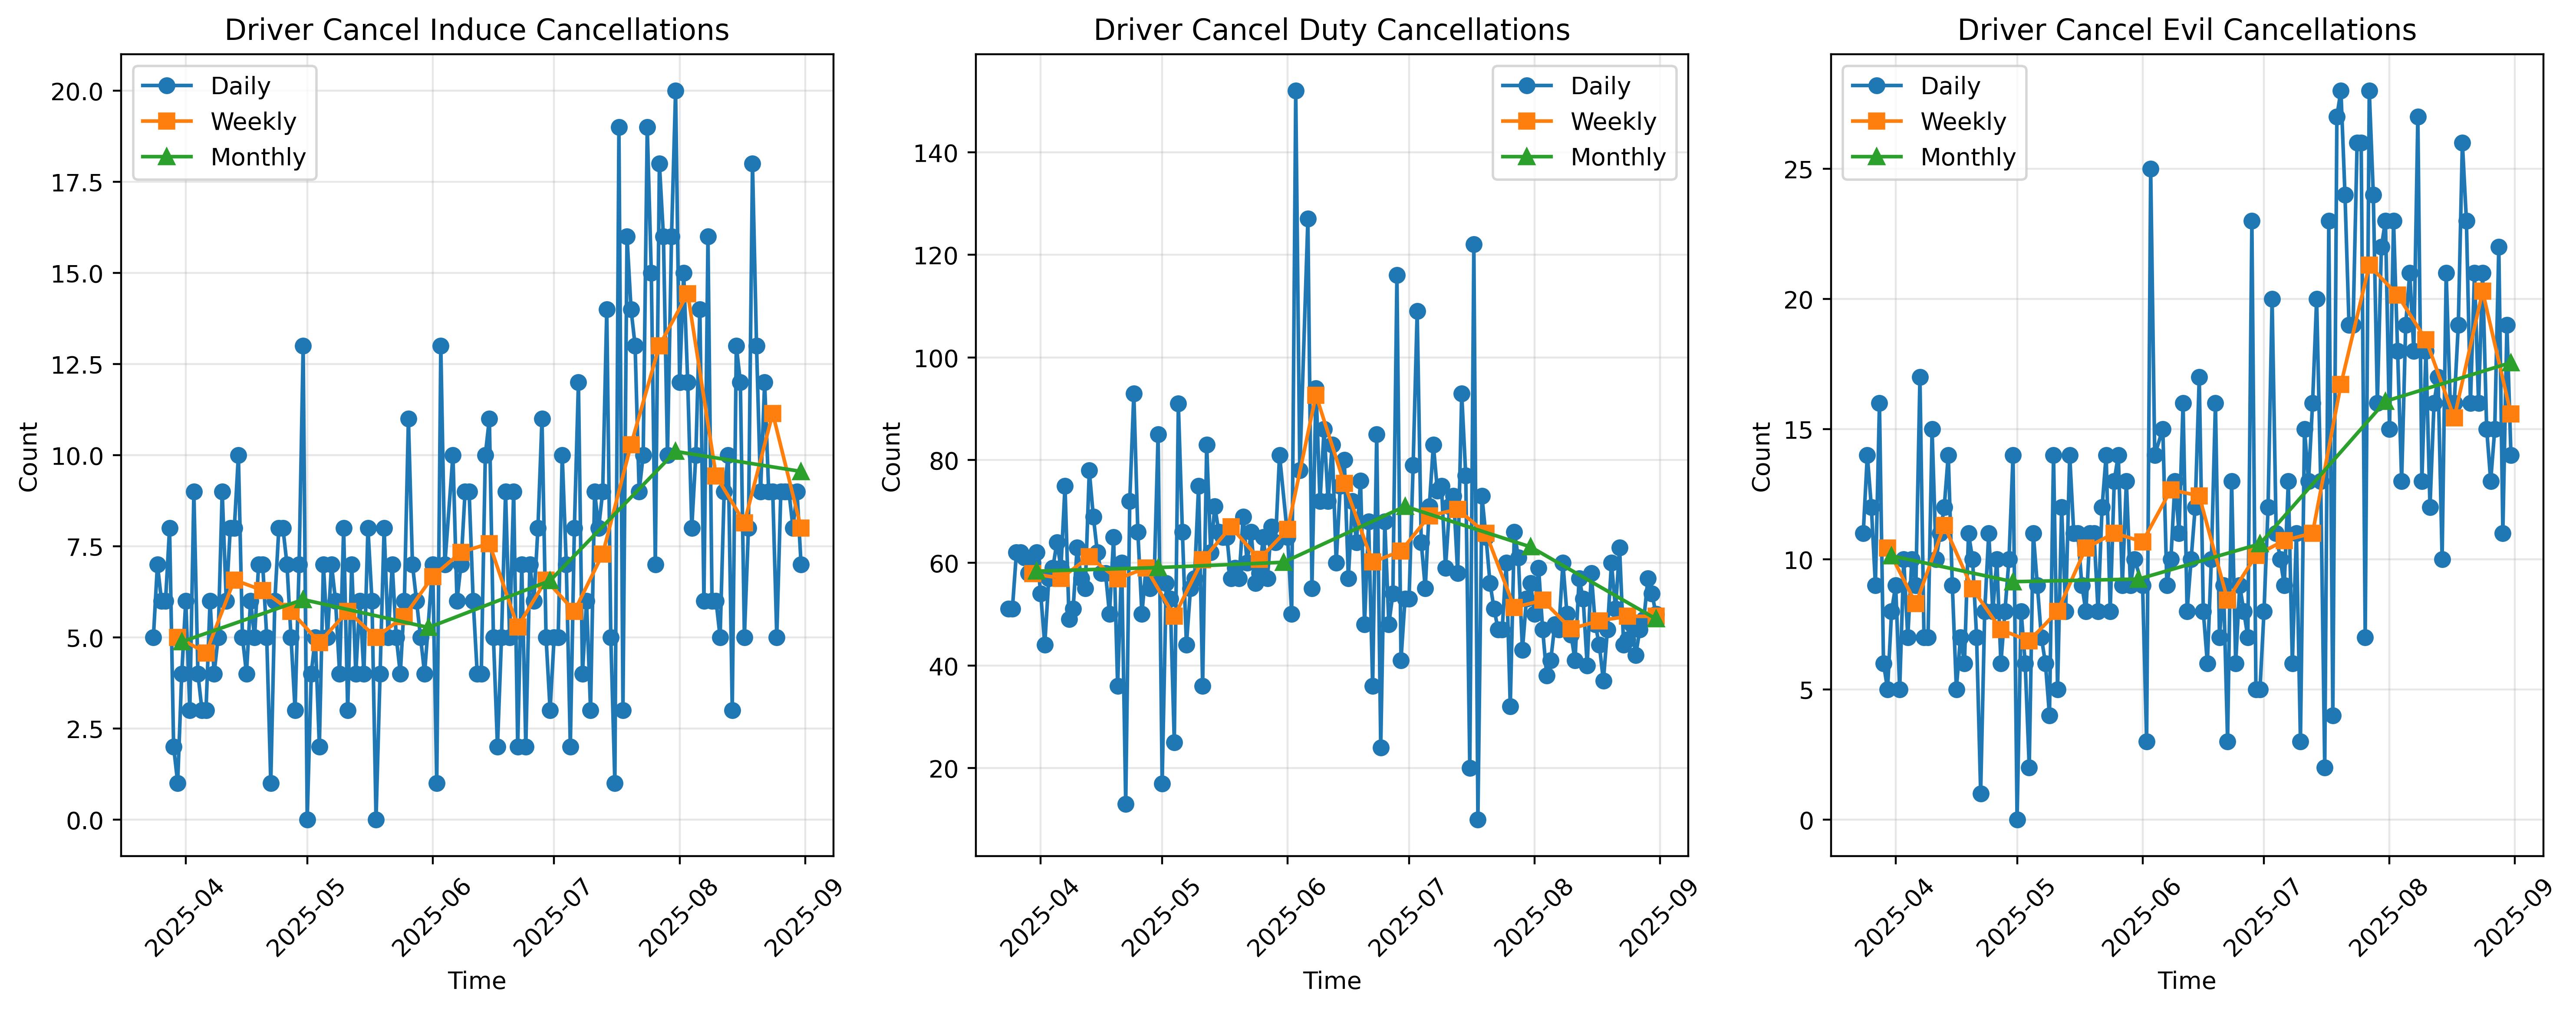 Driver Cancel Induce Cancellations
Count
20.0
17.5
15.0
12.5
10.0
7.5
5.0
2.5
0.0
Daily
Weekly
Monthly
2025-04
2025-05
2025-06
2025-07
2025-08
2025-09
Time
Driver Cancel Duty Cancellations
Count
140
120
100
80
60
40
20
Daily
Weekly
Monthly
2025-04
2025-05
2025-06
2025-07
2025-08
2025-09
Time
Driver Cancel Evil Cancellations
Count
25
20
15
10
5
0
Daily
Weekly
Monthly
2025-04
2025-05
2025-06
2025-07
2025-08
2025-09
Time